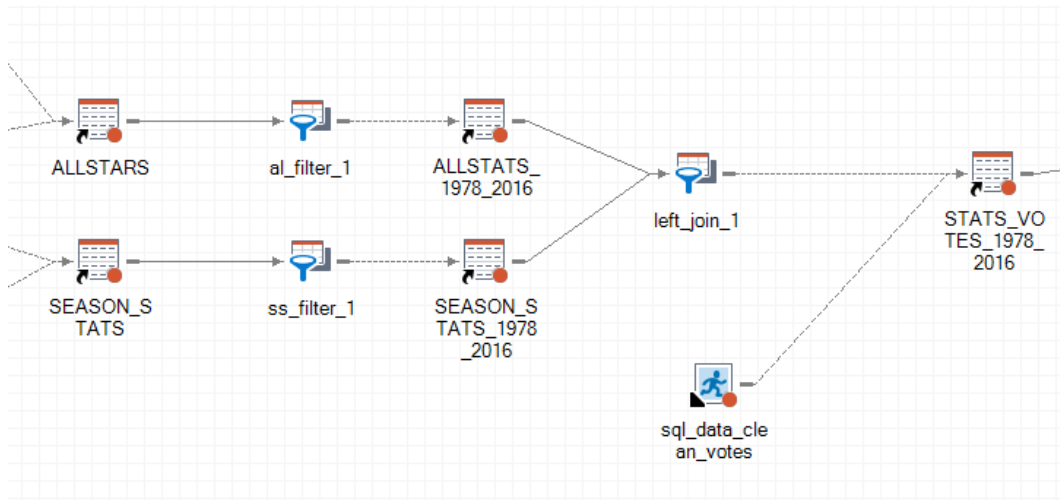 ALLSTARS
al_filter_1
ALLSTATS_
1978_2016
left_join_1
STATS_VO
TES_1978_
2016
SEASON_S
TATS
ss_filter_1
SEASON_S
TATS_1978
_2016
sql_data_cle
an_votes